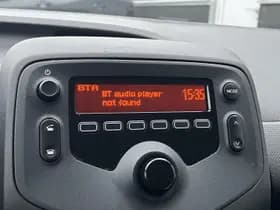 BTA
BT audio player
15:35
not found
MODE